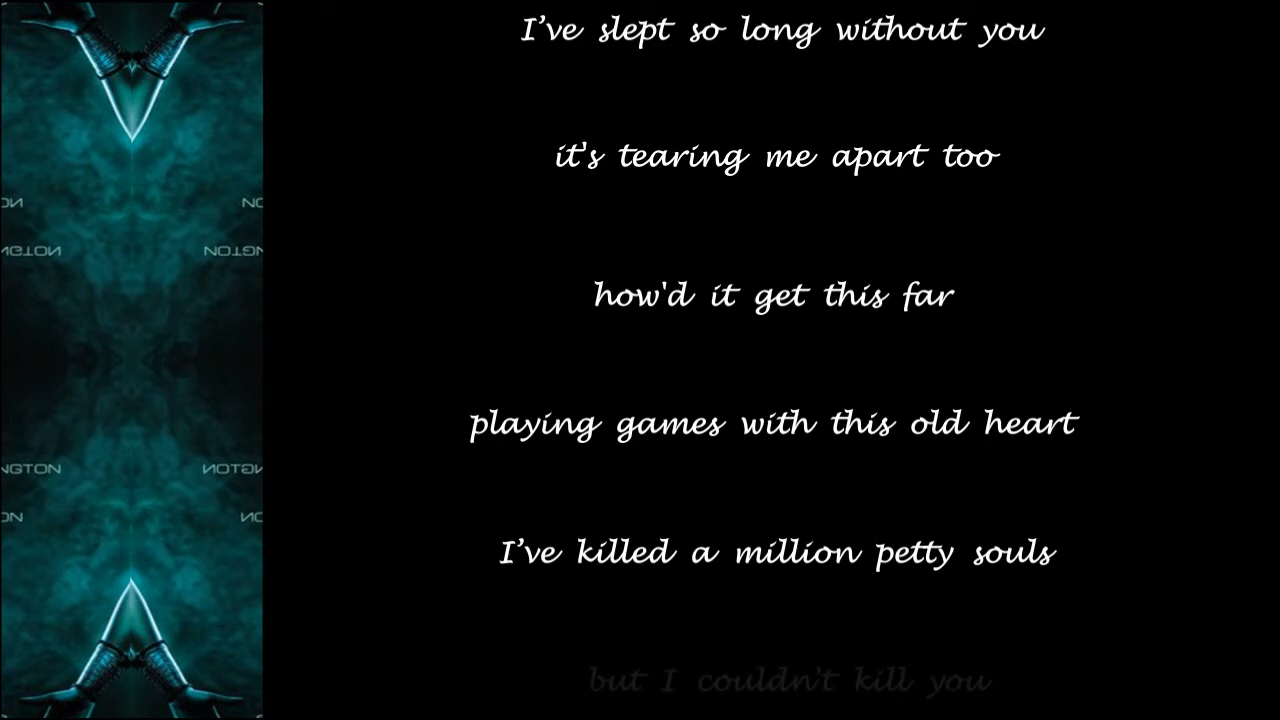 I've slept so long without you
it's tearing me apart too
how'd it get this far
playing games with this old heart
I've killed a million petty souls
but I couldn't kill you
NGTON